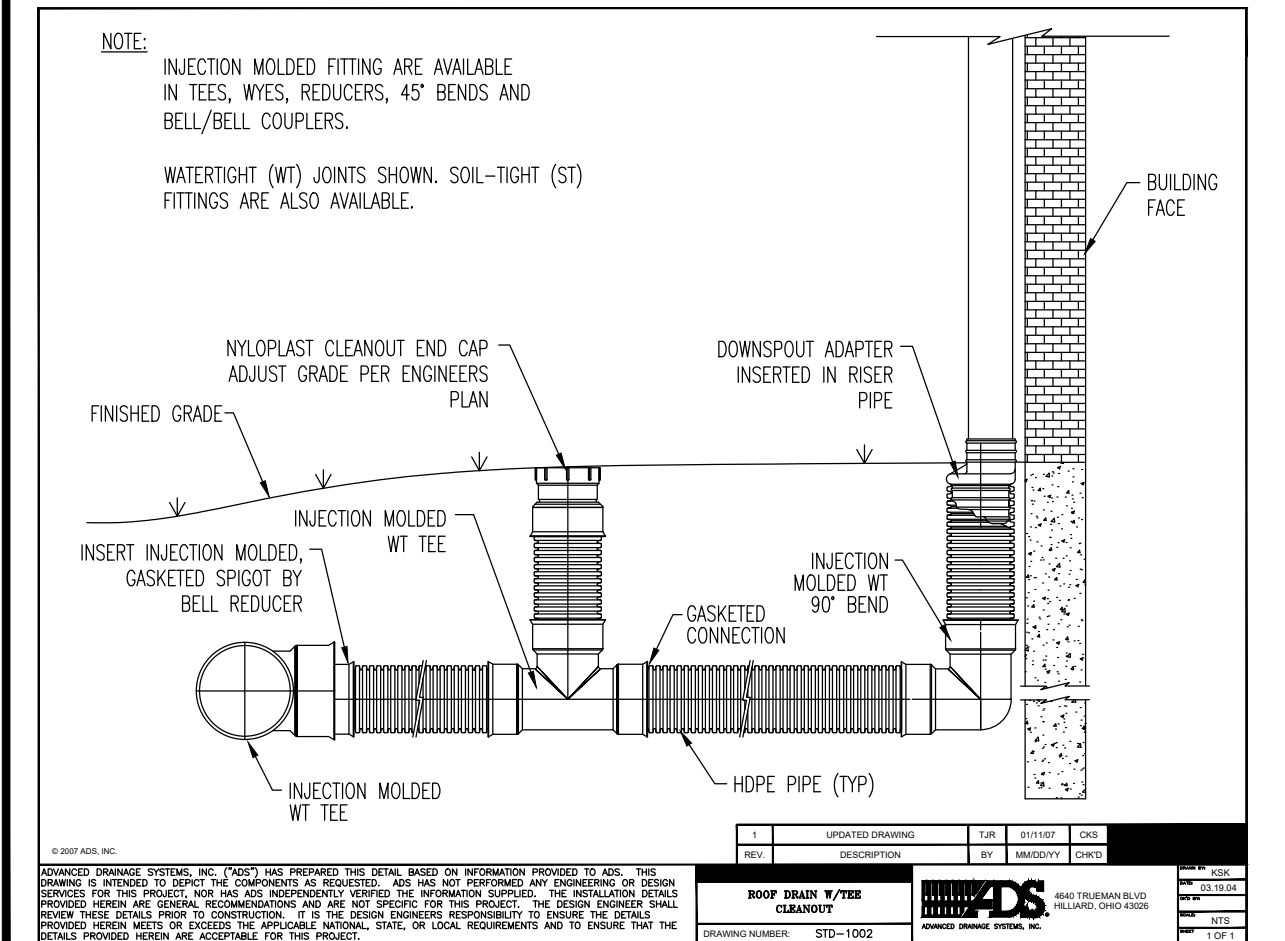 NOTE:
INJECTION MOLDED FITTING ARE AVAILABLE
IN TEES, WYES, REDUCERS, 45° BENDS AND
BELL/BELL COUPLERS.
WATERTIGHT (WT) JOINTS SHOWN. SOIL-TIGHT (ST)
FITTINGS ARE ALSO AVAILABLE.
BUILDING
FACE
NYLOPLAST CLEANOUT END CAP
ADJUST GRADE PER ENGINEERS
PLAN
DOWNSPOUT ADAPTER
INSERTED IN RISER
PIPE
FINISHED GRADE
INJECTION MOLDED
WT TEE
INSERT INJECTION MOLDED,
GASKETED SPIGOT BY
BELL REDUCER
INJECTION
MOLDED WT
90° BEND
GASKETED
CONNECTION
INJECTION MOLDED
WT TEE
HDPE PIPE (TYP)
1 UPDATED DRAWING TJR 01/11/07 CKS
REV. DESCRIPTION BY MM/DD/YY CHK'D
© 2007 ADS, INC.
ADVANCED DRAINAGE SYSTEMS, INC. ("ADS") HAS PREPARED THIS DETAIL BASED ON INFORMATION PROVIDED TO ADS. THIS
DRAWING IS INTENDED TO DEPICT THE COMPONENTS AS REQUESTED. ADS HAS NOT PERFORMED ANY ENGINEERING OR DESIGN
SERVICES FOR THIS PROJECT, NOR HAS ADS INDEPENDENTLY VERIFIED THE INFORMATION SUPPLIED. THE INSTALLATION DETAILS
PROVIDED HEREIN ARE GENERAL RECOMMENDATIONS AND ARE NOT SPECIFIC FOR THIS PROJECT. THE DESIGN ENGINEER SHALL
REVIEW THESE DETAILS PRIOR TO CONSTRUCTION. IT IS THE DESIGN ENGINEERS RESPONSIBILITY TO ENSURE THE DETAILS
PROVIDED HEREIN MEETS OR EXCEEDS THE APPLICABLE NATIONAL, STATE, OR LOCAL REQUIREMENTS AND TO ENSURE THAT THE
DETAILS PROVIDED HEREIN ARE ACCEPTABLE FOR THIS PROJECT.
ROOF DRAIN W/TEE
CLEANOUT
DRAWING NUMBER: STD-1002
ADS
ADVANCED DRAINAGE SYSTEMS, INC.
4640 TRUEMAN BLVD
HILLIARD, OHIO 43026
DRAWN BY: KSK
DATE: 03.19.04
CK'D BY:
SCALE: NTS
SHEET 1 OF 1